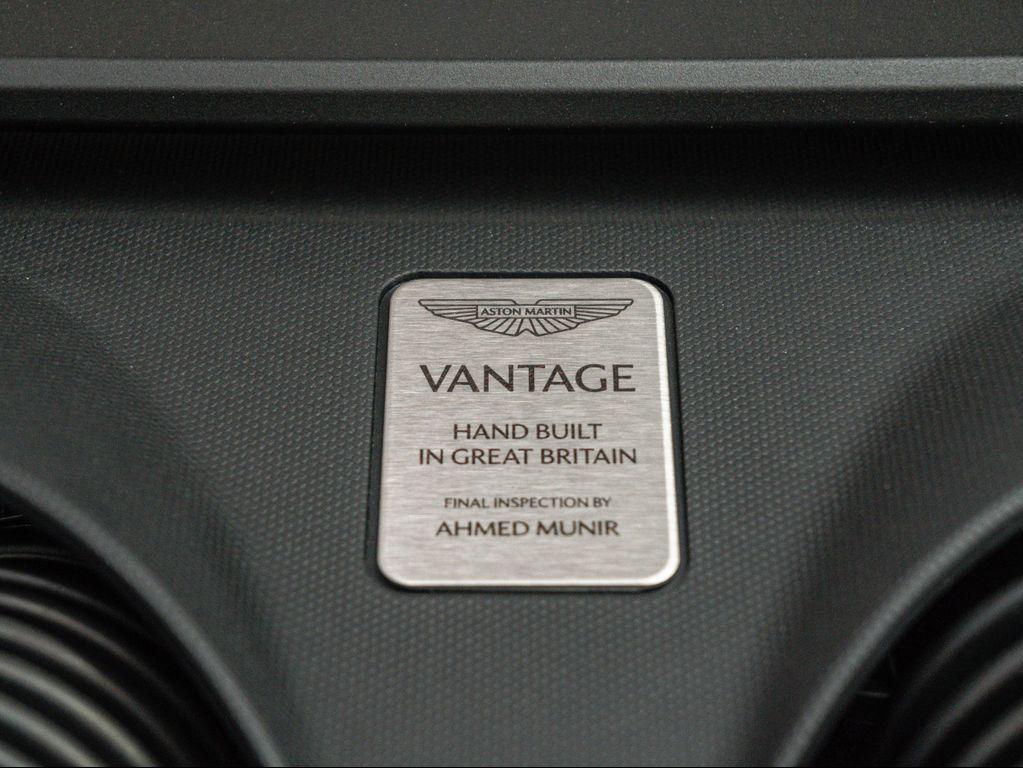 ASTON MARTIN
VANTAGE
HAND BUILT
IN GREAT BRITAIN
FINAL INSPECTION BY
AHMED MUNIR